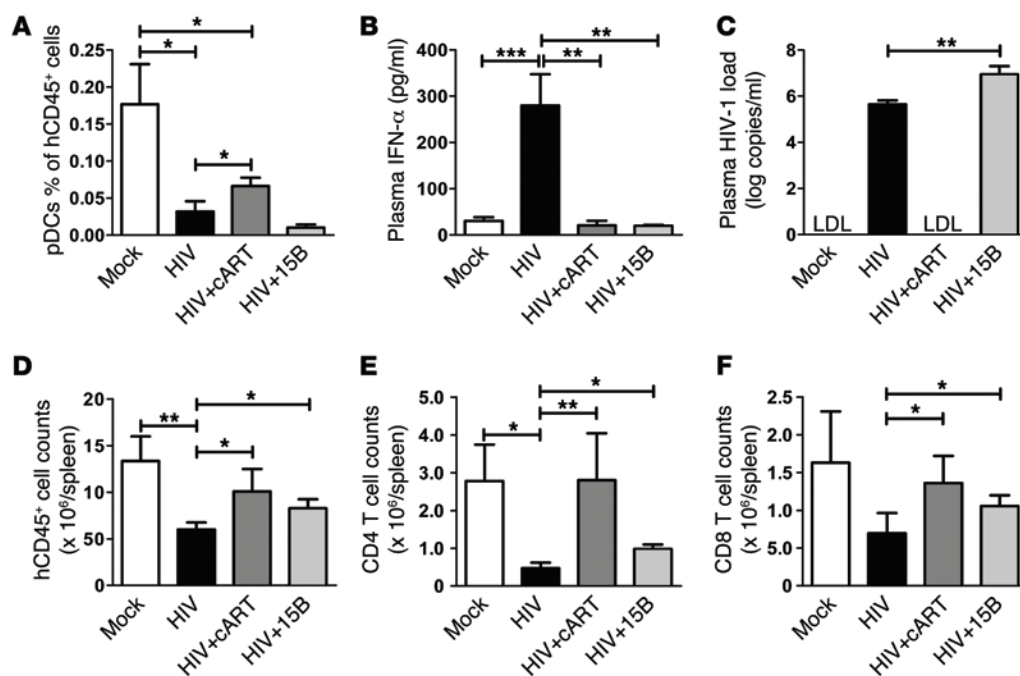 A
pDCs % of hCD45⁺ cells
0.25
0.20
0.15
0.10
0.05
0.00
*
*
*
Mock
HIV
HIV+cART
HIV+15B
B
Plasma IFN-α (pg/ml)
400
300
200
100
0
**
***
**
Mock
HIV
HIV+cART
HIV+15B
C
Plasma HIV-1 load
(log copies/ml)
8
6
4
2
0
**
LDL
LDL
Mock
HIV
HIV+cART
HIV+15B
D
hCD45⁺ cell counts
(x 10⁶/spleen)
20
15
10
50
0
*
**
*
Mock
HIV
HIV+cART
HIV+15B
E
CD4 T cell counts
(x 10⁶/spleen)
5.0
4.0
3.0
2.0
1.0
0
*
**
*
Mock
HIV
HIV+cART
HIV+15B
F
CD8 T cell counts
(x 10⁶/spleen)
2.5
2.0
1.5
1.0
0.5
0
*
*
Mock
HIV
HIV+cART
HIV+15B